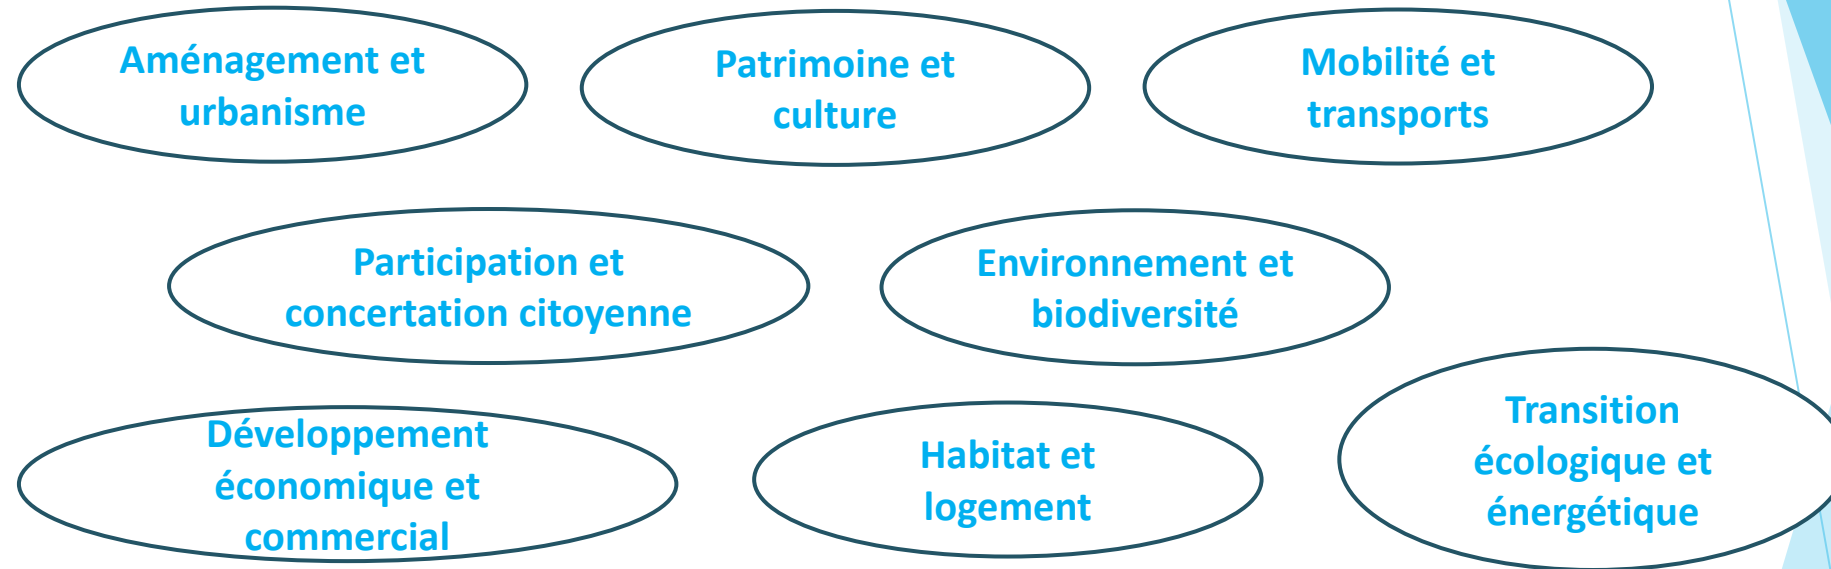 Aménagement et
urbanisme
Patrimoine et
culture
Mobilité et
transports
Participation et
concertation citoyenne
Environnement et
biodiversité
Développement
économique et
commercial
Habitat et
logement
Transition
écologique et
énergétique